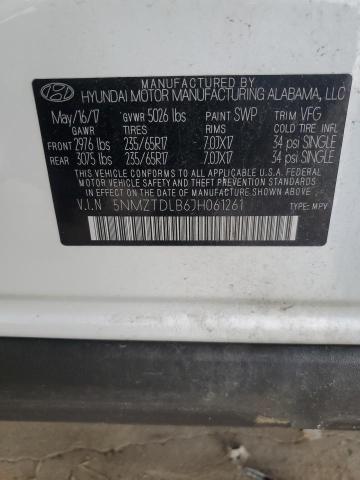 MANUFACTURED BY
HYUNDAI MOTOR MANUFACTURING ALABAMA, LLC
May/16/17 GVWR 5026 lbs PAINT SWP TRIM VFG
GAWR TIRES RIMS COLD TIRE INFL
FRONT 2976 lbs 235/65R17 7.0JX17 34 psi SINGLE
REAR 3075 lbs 235/65R17 7.0JX17 34 psi SINGLE
THIS VEHICLE CONFORMS TO ALL APPLICABLE U.S.A. FEDERAL
MOTOR VEHICLE SAFETY STANDARDS
IN EFFECT ON THE DATE OF MANUFACTURE SHOWN ABOVE.
V.I.N 5NMZTDLB6JH061261 TYPE: MPV